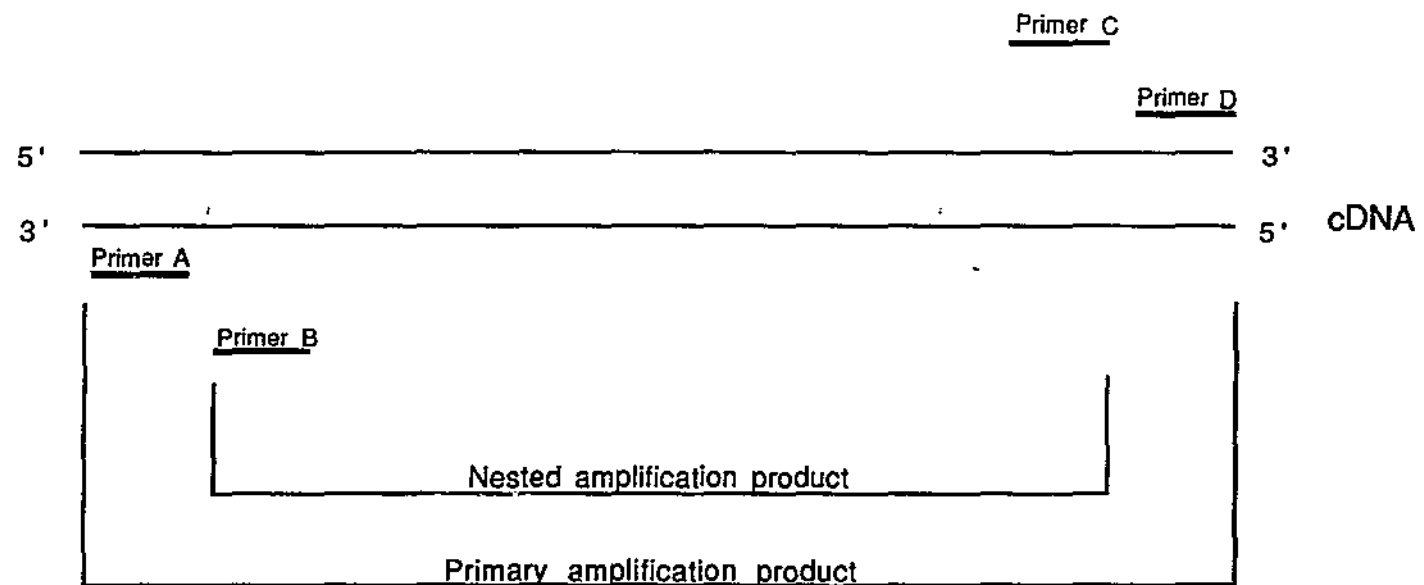 Primer C
Primer D
5' 3'
3' 5' cDNA
Primer A
Primer B
Nested amplification product
Primary amplification product